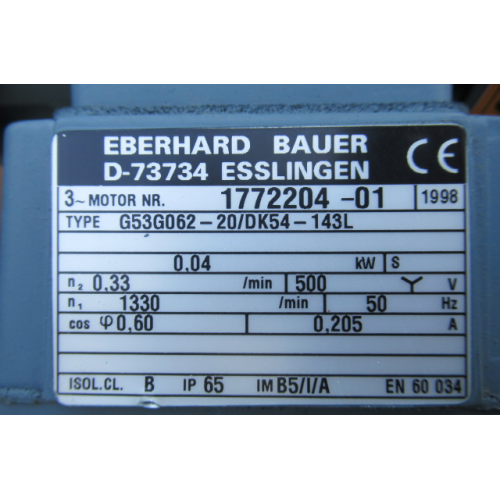 EBERHARD BAUER
D-73734 ESSLINGEN
CE
3~ MOTOR NR. 1772204 -01 1998
TYPE G53G062-20/DK54-143L
0,04 kW S
n₂ 0,33 /min 500 Y V
n₁ 1330 /min 50 Hz
cos φ 0,60 0,205 A
ISOL.CL. B IP 65 IM B5/I/A EN 60 034